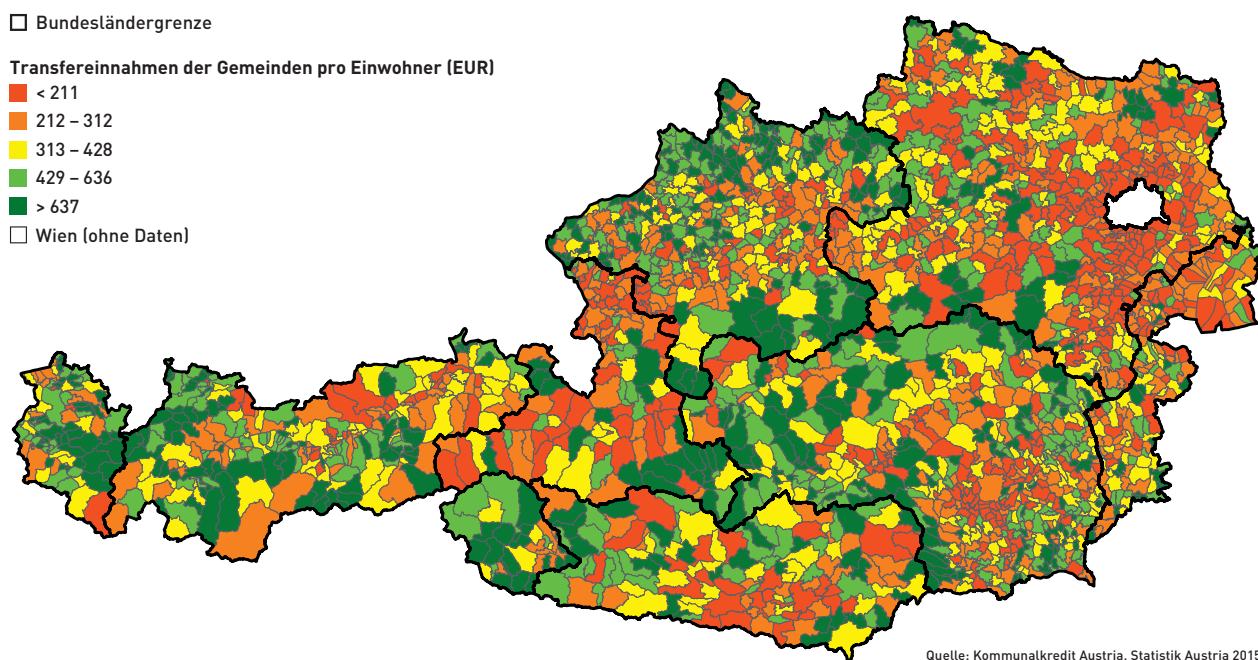 Bundesländergrenze
Transfereinnahmen der Gemeinden pro Einwohner (EUR)
< 211
212 – 312
313 – 428
429 – 636
> 637
Wien (ohne Daten)
Quelle: Kommunalkredit Austria, Statistik Austria 2015